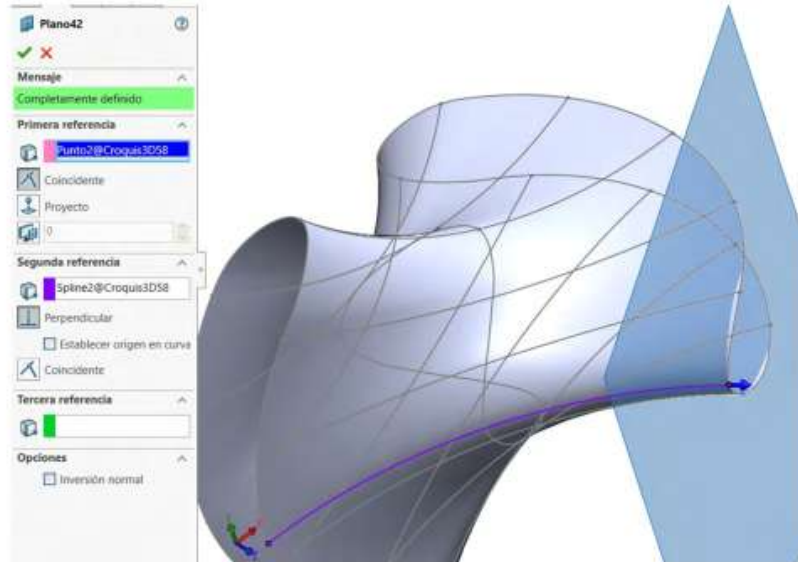 Plano42
Mensaje
Completamente definido
Primera referencia
Punto2@Croquis3D58
Coincidente
Proyecto
0
Segunda referencia
Spline2@Croquis3D58
Perpendicular
Establecer origen en curva
Coincidente
Tercera referencia
Opciones
Inversión normal